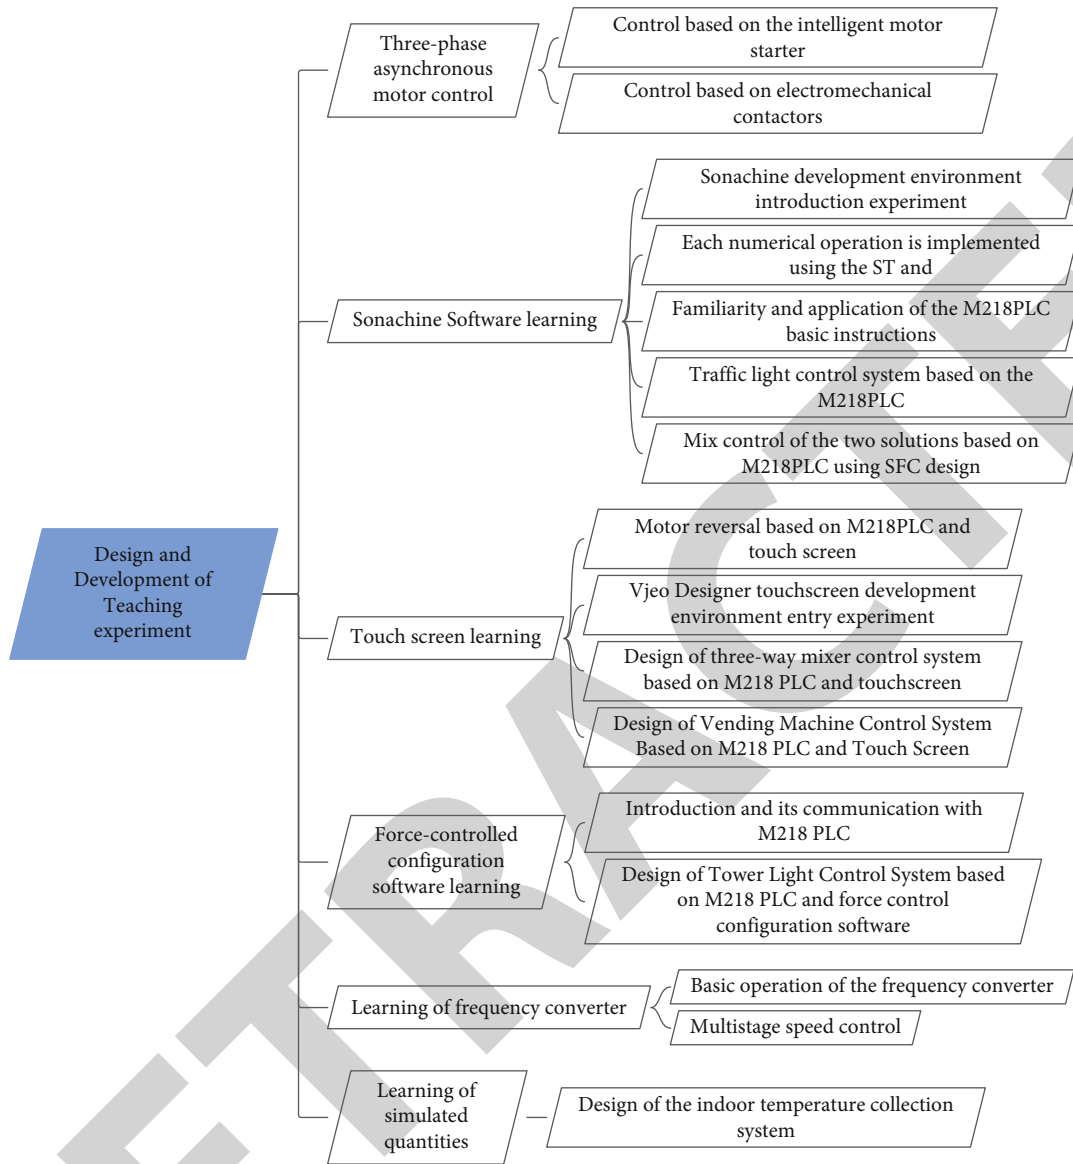 Three-phase
asynchronous
motor control
Control based on the intelligent motor
starter
Control based on electromechanical
contactors
Sonachine Software learning
Sonachine development environment
introduction experiment
Each numerical operation is implemented
using the ST and
Familiarity and application of the M218PLC
basic instructions
Traffic light control system based on the
M218PLC
Mix control of the two solutions based on
M218PLC using SFC design
Design and
Development of
Teaching
experiment
Touch screen learning
Motor reversal based on M218PLC and
touch screen
Vjeo Designer touchscreen development
environment entry experiment
Design of three-way mixer control system
based on M218 PLC and touchscreen
Design of Vending Machine Control System
Based on M218 PLC and Touch Screen
Force-controlled
configuration
software learning
Introduction and its communication with
M218 PLC
Design of Tower Light Control System based
on M218 PLC and force control
configuration software
Learning of frequency converter
Basic operation of the frequency converter
Multistage speed control
Learning of
simulated
quantities
Design of the indoor temperature collection
system
ETRACTE